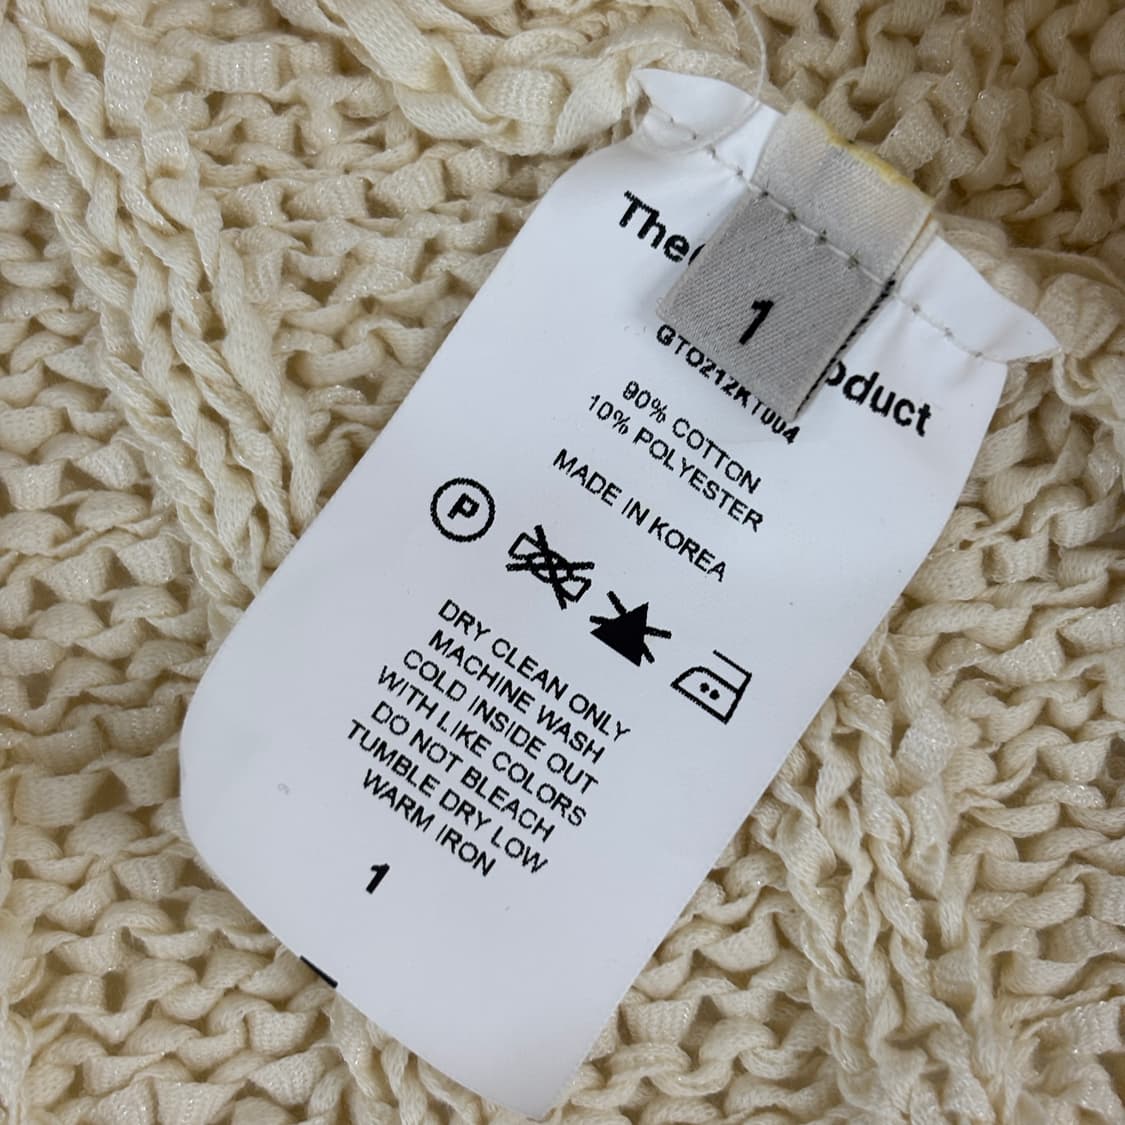 The
oduct
1
GTO212KT004
90% COTTON
10% POLYESTER
MADE IN KOREA
P
DRY CLEAN ONLY
MACHINE WASH
COLD INSIDE OUT
WITH LIKE COLORS
DO NOT BLEACH
TUMBLE DRY LOW
WARM IRON
1